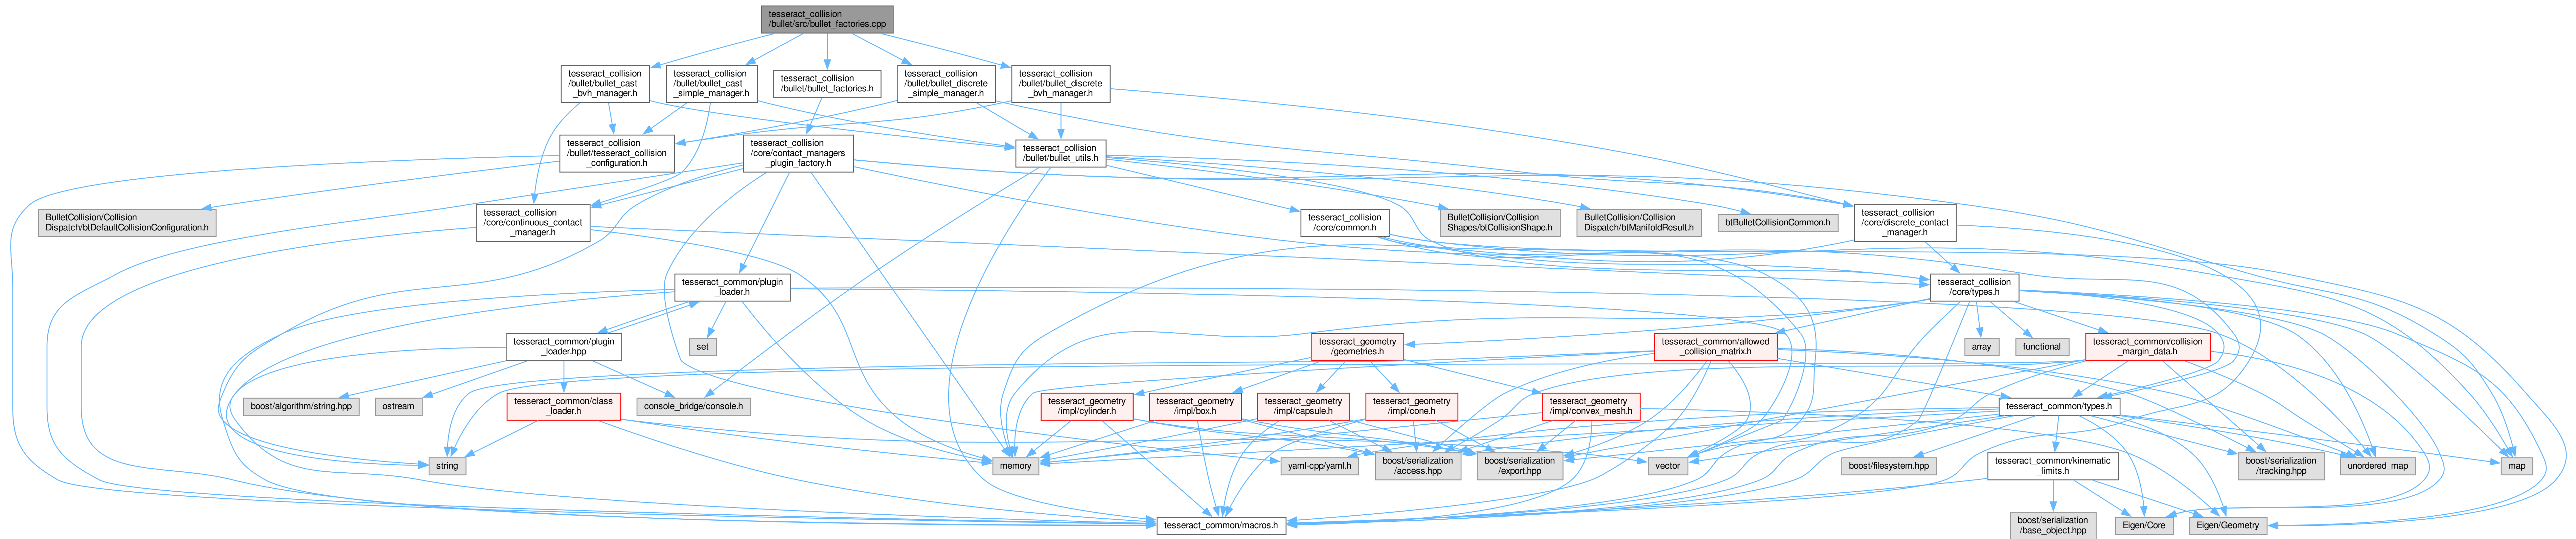 tesseract_collision
/bullet/src/bullet_factories.cpp
tesseract_collision
/bullet/bullet_cast
_bvh_manager.h
tesseract_collision
/bullet/bullet_cast
_simple_manager.h
tesseract_collision
/bullet/bullet_factories.h
tesseract_collision
/bullet/bullet_discrete
_simple_manager.h
tesseract_collision
/bullet/bullet_discrete
_bvh_manager.h
tesseract_collision
/bullet/tesseract_collision
_configuration.h
tesseract_collision
/core/contact_managers
_plugin_factory.h
tesseract_collision
/bullet/bullet_utils.h
BulletCollision/Collision
Dispatch/btDefaultCollisionConfiguration.h
tesseract_collision
/core/continuous_contact
_manager.h
tesseract_collision
/core/common.h
BulletCollision/Collision
Shapes/btCollisionShape.h
BulletCollision/Collision
Dispatch/btManifoldResult.h
btBulletCollisionCommon.h
tesseract_collision
/core/discrete_contact
_manager.h
tesseract_common/plugin
_loader.h
tesseract_collision
/core/types.h
tesseract_common/plugin
_loader.hpp
set
tesseract_geometry
/geometries.h
tesseract_common/allowed
_collision_matrix.h
array
functional
tesseract_common/collision
_margin_data.h
boost/algorithm/string.hpp
ostream
tesseract_common/class
_loader.h
console_bridge/console.h
tesseract_geometry
/impl/cylinder.h
tesseract_geometry
/impl/box.h
tesseract_geometry
/impl/capsule.h
tesseract_geometry
/impl/cone.h
tesseract_geometry
/impl/convex_mesh.h
tesseract_common/types.h
string
memory
yaml-cpp/yaml.h
boost/serialization
/access.hpp
boost/serialization
/export.hpp
vector
boost/filesystem.hpp
tesseract_common/kinematic
_limits.h
boost/serialization
/tracking.hpp
unordered_map
map
tesseract_common/macros.h
boost/serialization
/base_object.hpp
Eigen/Core
Eigen/Geometry